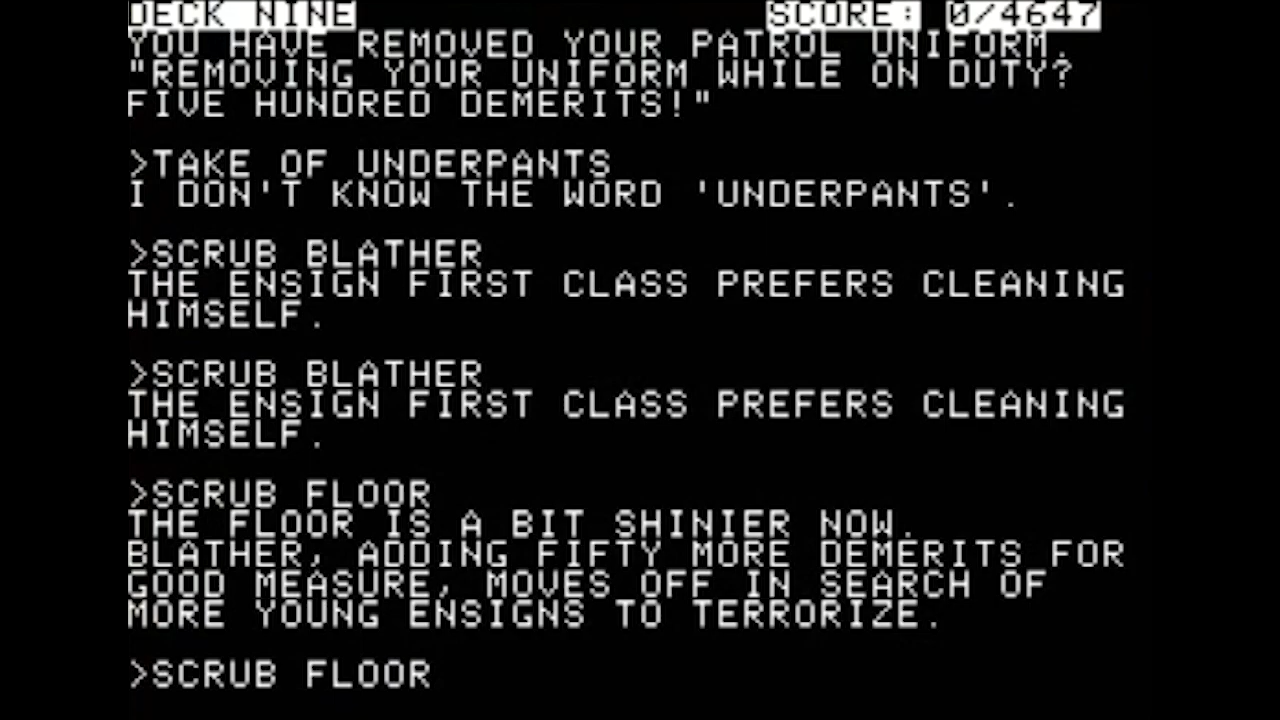 DECK NINE SCORE: 0/4647
YOU HAVE REMOVED YOUR PATROL UNIFORM.
"REMOVING YOUR UNIFORM WHILE ON DUTY?
FIVE HUNDRED DEMERITS!"
>TAKE OF UNDERPANTS
I DON'T KNOW THE WORD 'UNDERPANTS'.
>SCRUB BLATHER
THE ENSIGN FIRST CLASS PREFERS CLEANING
HIMSELF.
>SCRUB BLATHER
THE ENSIGN FIRST CLASS PREFERS CLEANING
HIMSELF.
>SCRUB FLOOR
THE FLOOR IS A BIT SHINIER NOW.
BLATHER, ADDING FIFTY MORE DEMERITS FOR
GOOD MEASURE, MOVES OFF IN SEARCH OF
MORE YOUNG ENSIGNS TO TERRORIZE.
>SCRUB FLOOR